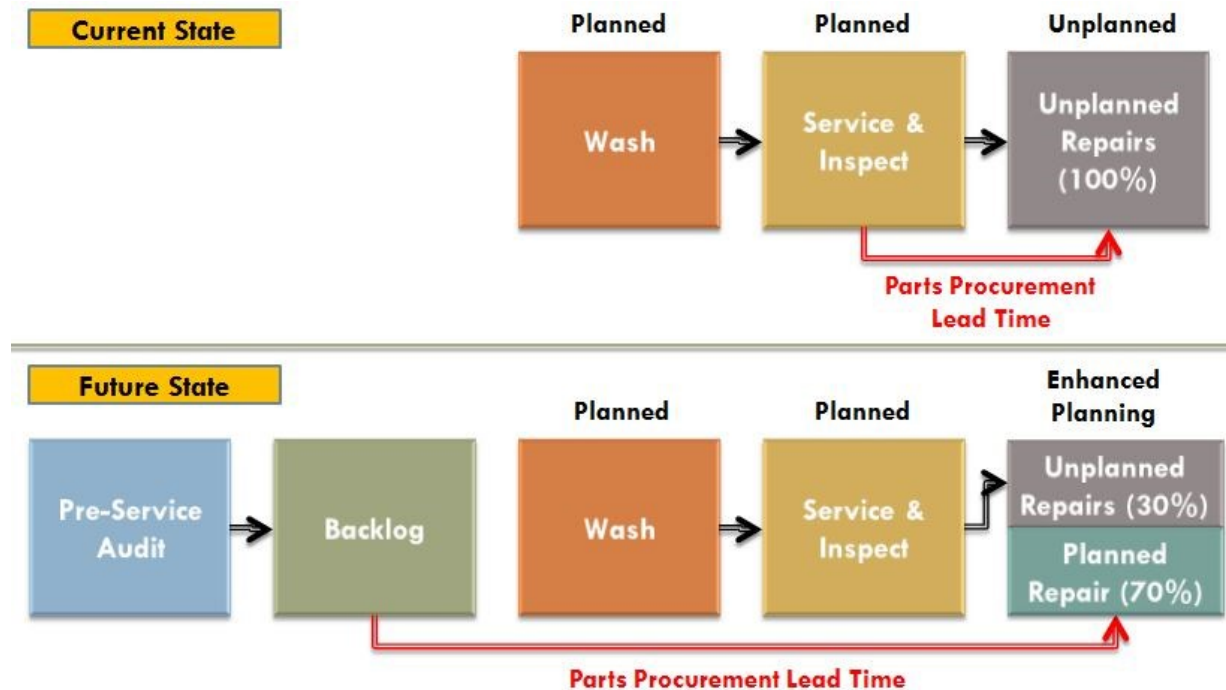 Current State
Planned
Planned
Unplanned
Wash
Service &
Inspect
Unplanned
Repairs
(100%)
Parts Procurement
Lead Time
Future State
Planned
Planned
Enhanced
Planning
Pre-Service
Audit
Backlog
Wash
Service &
Inspect
Unplanned
Repairs (30%)
Planned
Repair (70%)
Parts Procurement Lead Time